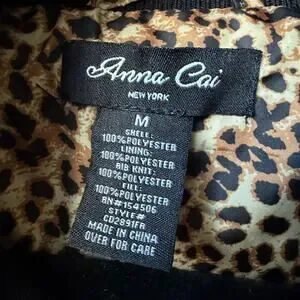 Anna Cai
NEW YORK
M
SHELL:
100%POLYESTER
LINING:
100%POLYESTER
RIB KNIT:
100%POLYESTER
FILL:
100%POLYESTER
RN#154506
STYLE#
CD2891FR
MADE IN CHINA
OVER FOR CARE